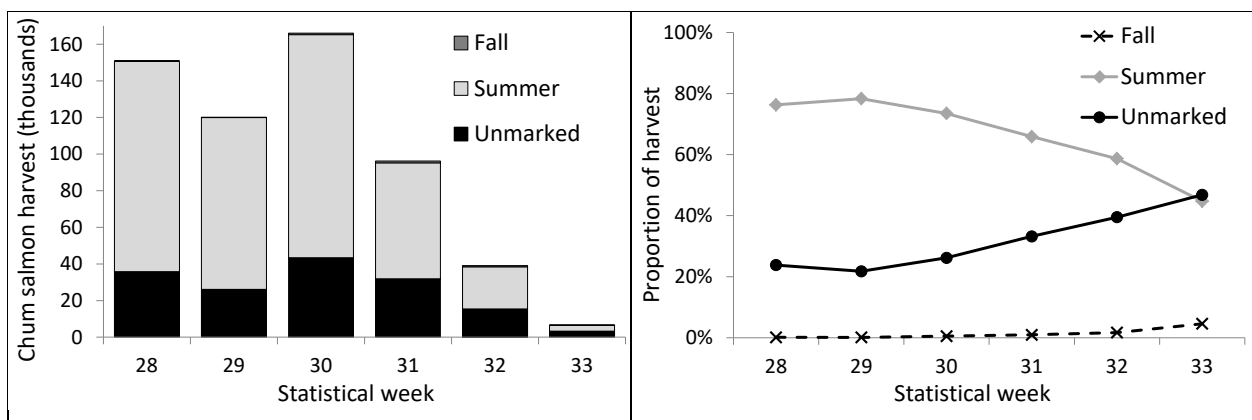 Chum salmon harvest (thousands)
160
140
120
100
80
60
40
20
0
28 29 30 31 32 33
Statistical week
Fall
Summer
Unmarked
Proportion of harvest
100%
80%
60%
40%
20%
0%
28 29 30 31 32 33
Statistical week
Fall
Summer
Unmarked